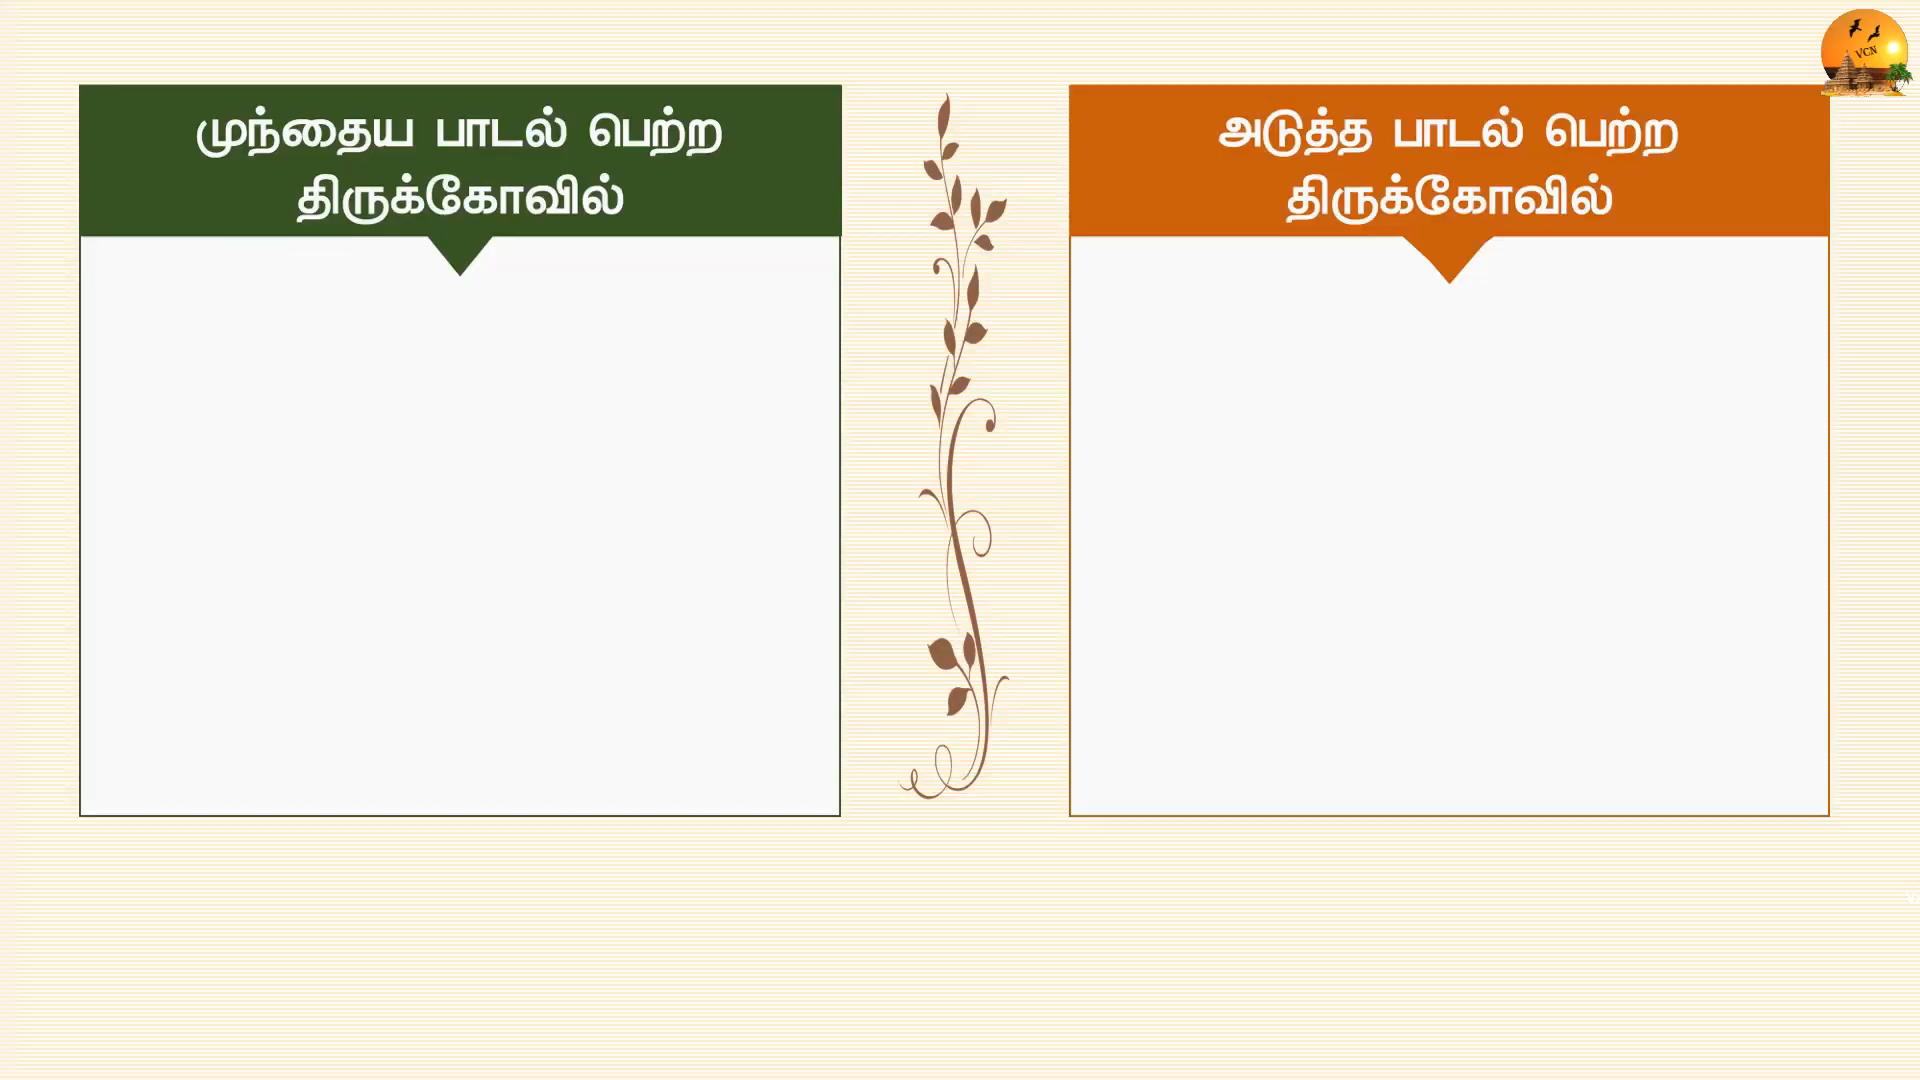 VCN
முந்தைய பாடல் பெற்ற
திருக்கோவில்
அடுத்த பாடல் பெற்ற
திருக்கோவில்